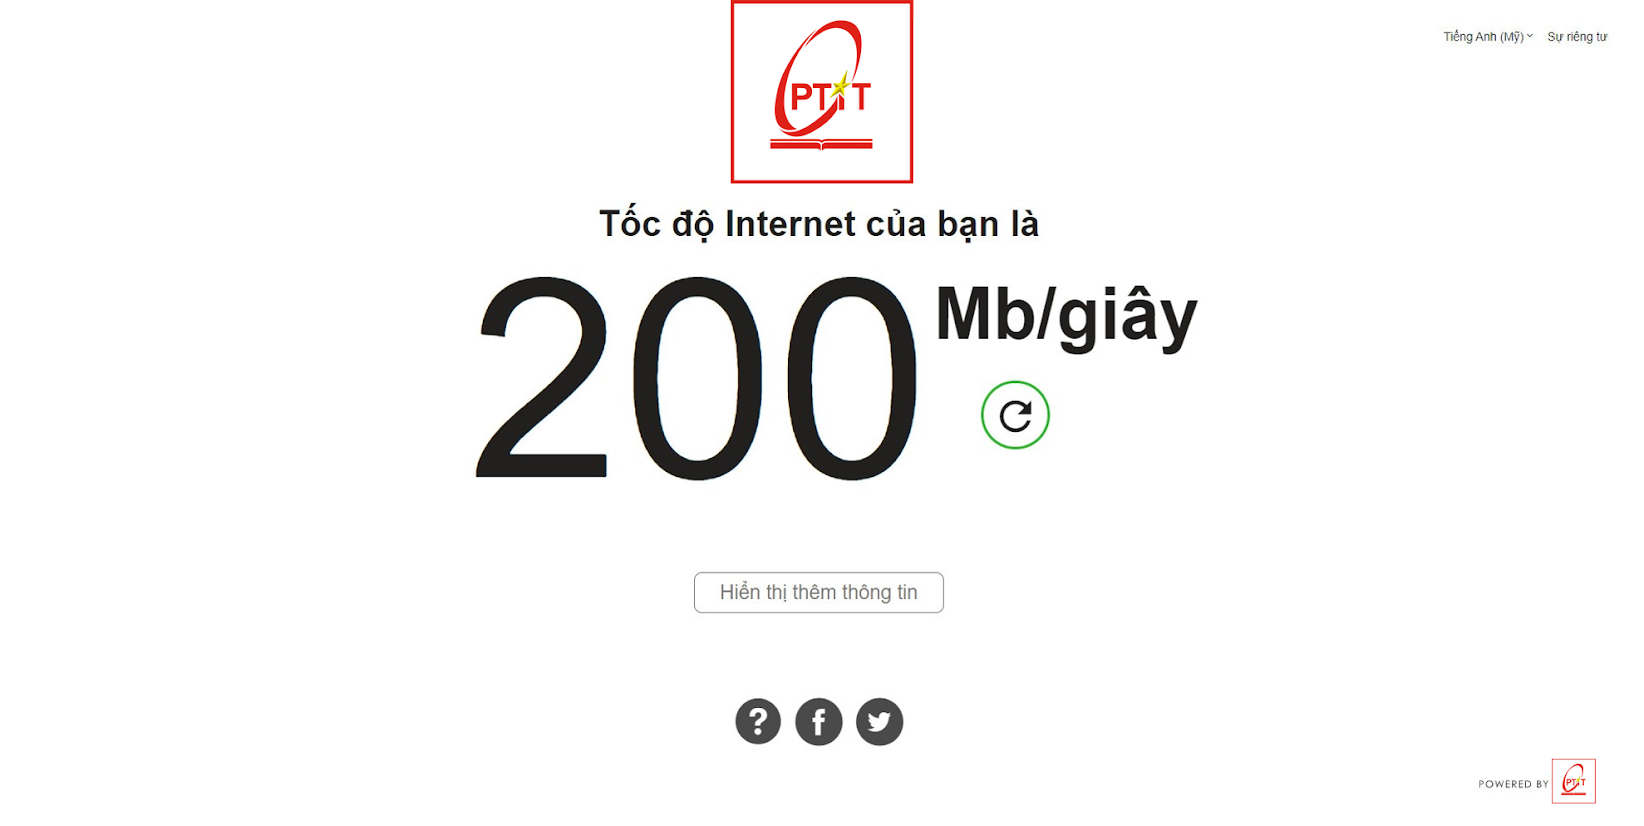 PTIT
Tiếng Anh (Mỹ) Sự riêng tư
Tốc độ Internet của bạn là
200 Mb/giây
Hiển thị thêm thông tin
?
f
POWERED BY PTIT